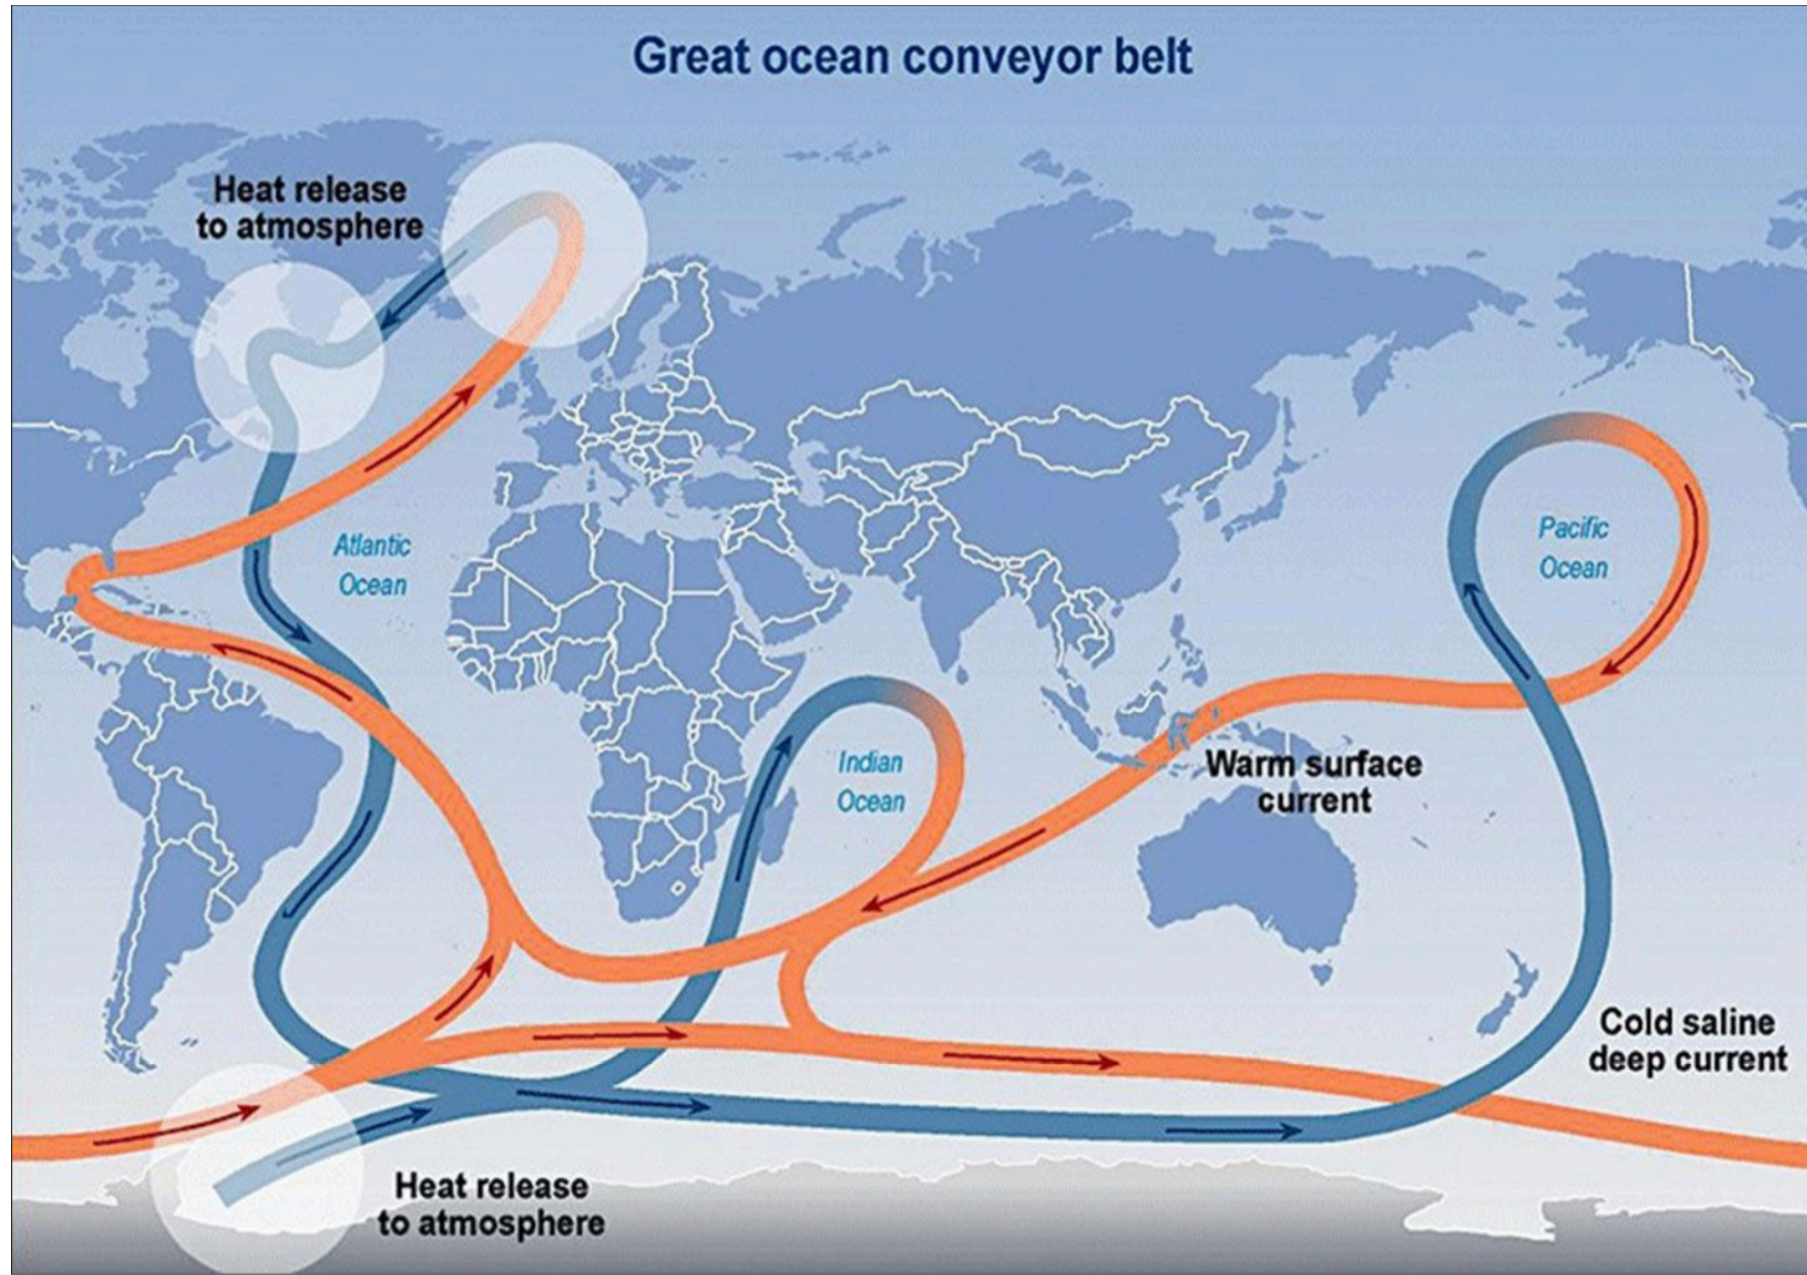 Great ocean conveyor belt
Heat release
to atmosphere
Atlantic
Ocean
Pacific
Ocean
Indian
Ocean
Warm surface
current
Cold saline
deep current
Heat release
to atmosphere